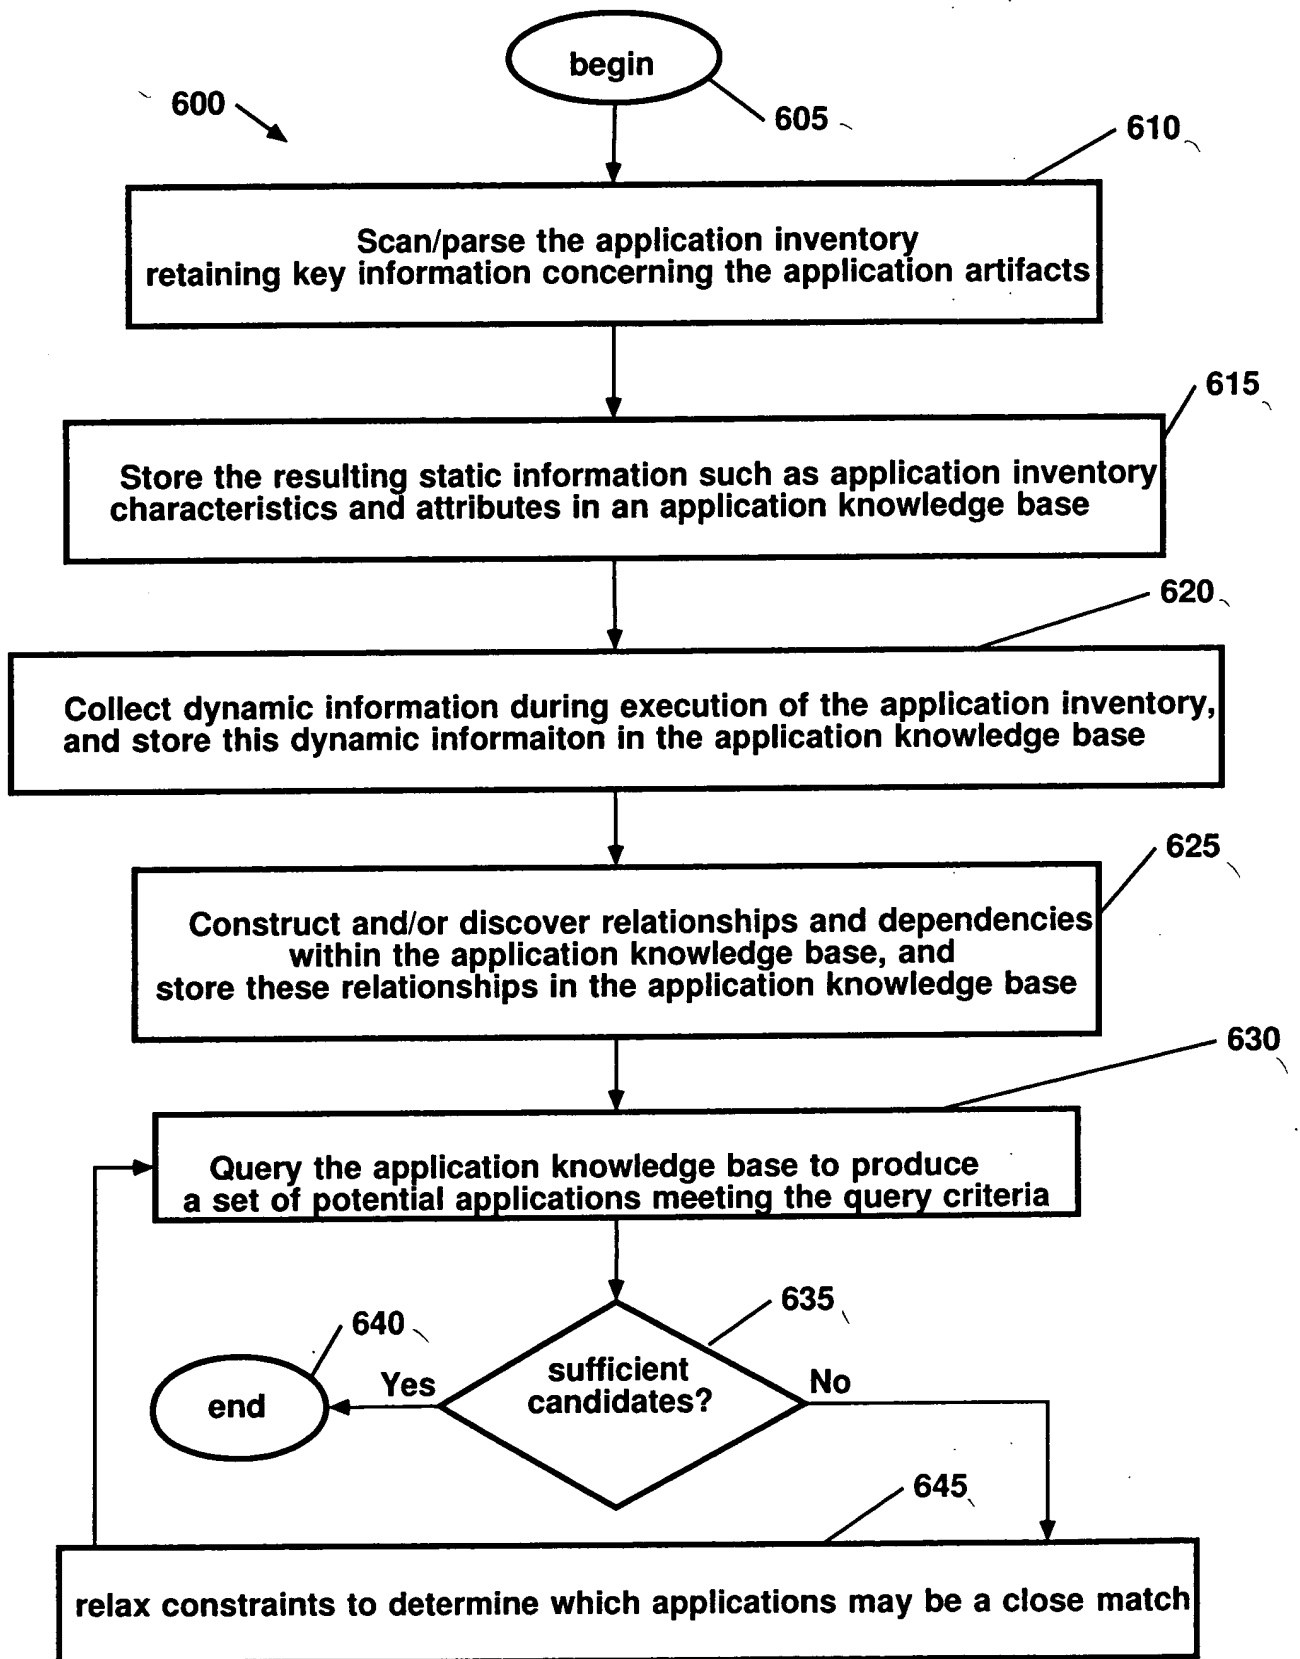 begin
600
605
610
Scan/parse the application inventory
retaining key information concerning the application artifacts
615
Store the resulting static information such as application inventory
characteristics and attributes in an application knowledge base
620
Collect dynamic information during execution of the application inventory,
and store this dynamic informaiton in the application knowledge base
625
Construct and/or discover relationships and dependencies
within the application knowledge base, and
store these relationships in the application knowledge base
630
Query the application knowledge base to produce
a set of potential applications meeting the query criteria
635
640
sufficient
candidates?
Yes
No
end
645
relax constraints to determine which applications may be a close match